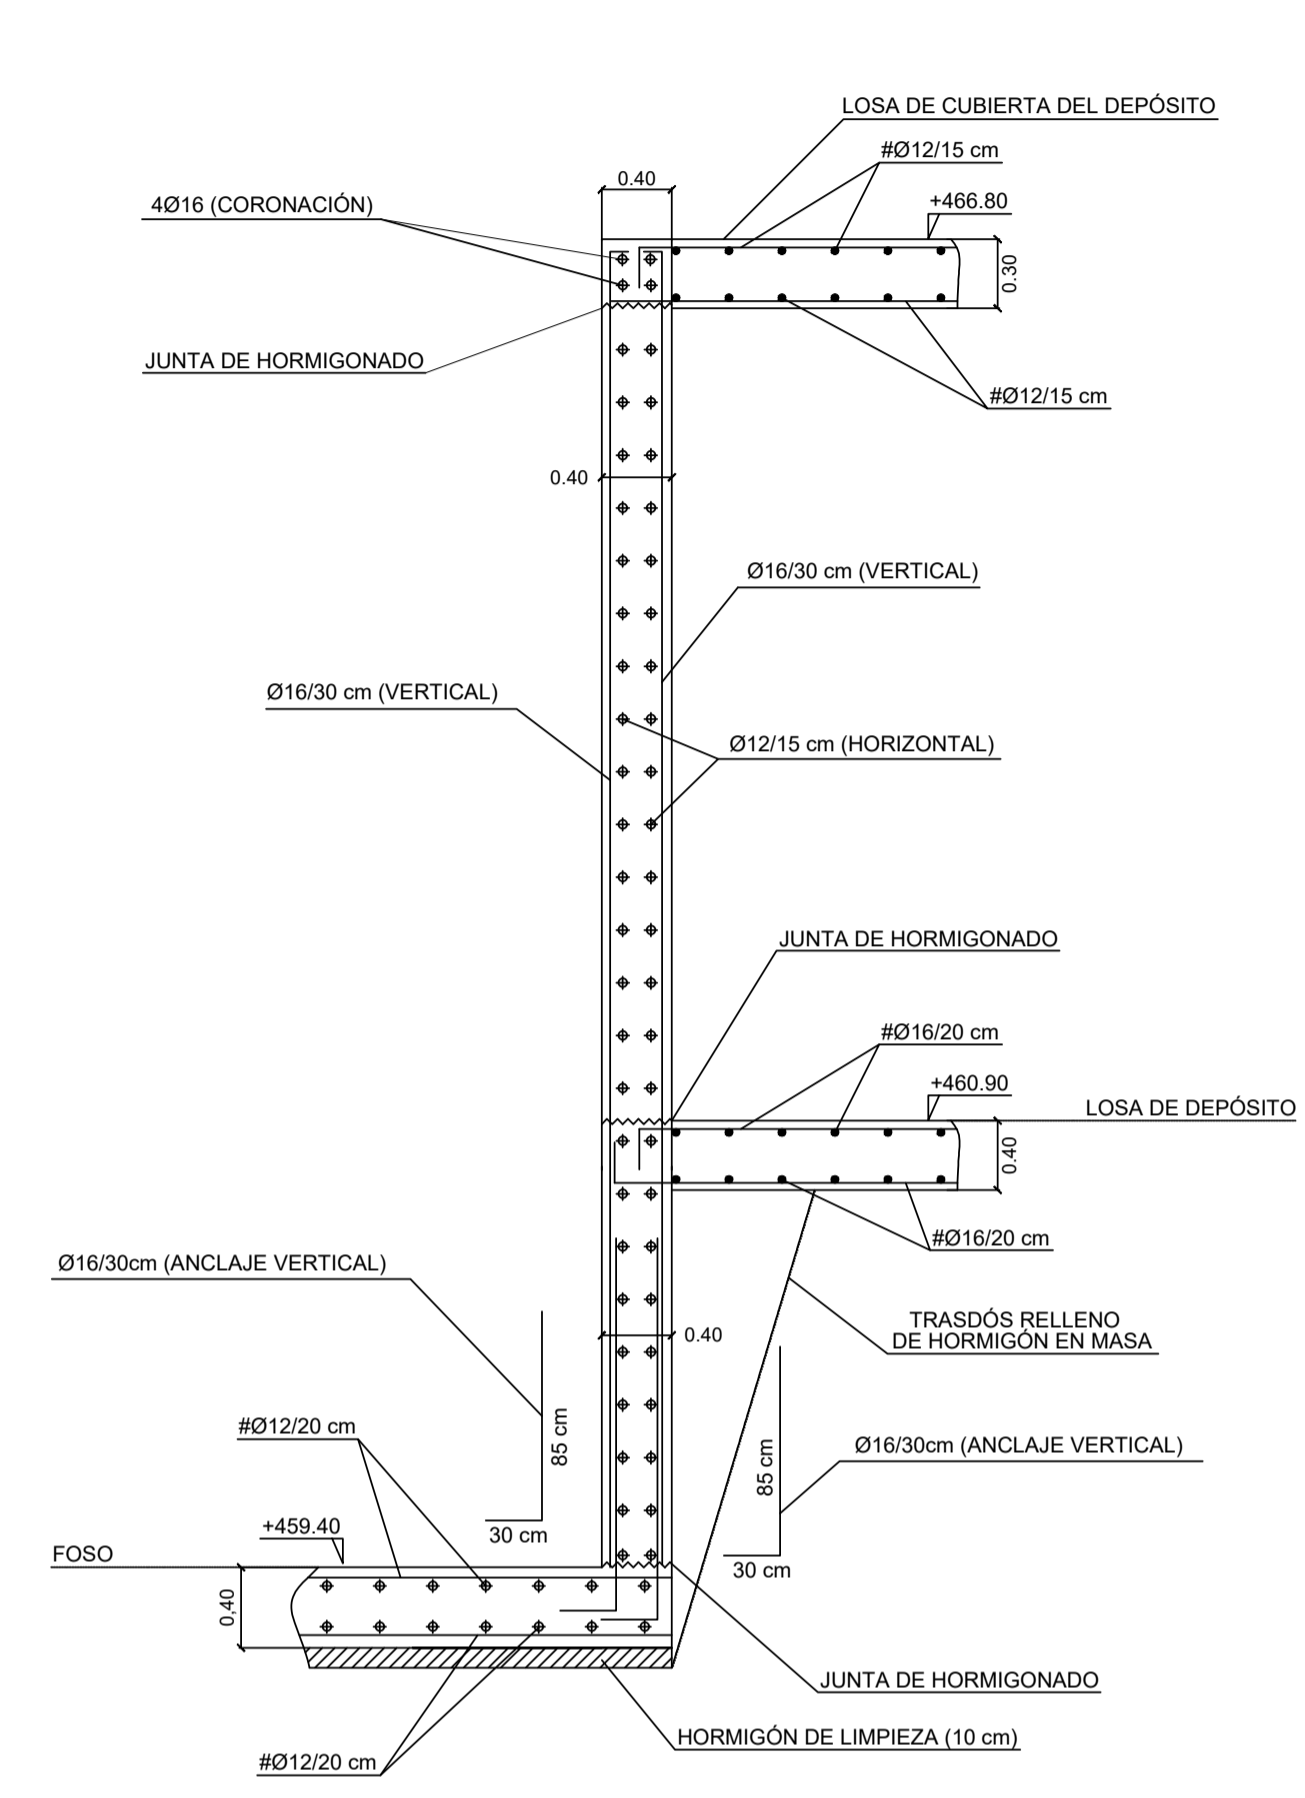 LOSA DE CUBIERTA DEL DEPÓSITO
#Ø12/15 cm
0.40
4Ø16 (CORONACIÓN)
+466.80
0.30
JUNTA DE HORMIGONADO
#Ø12/15 cm
0.40
Ø16/30 cm (VERTICAL)
Ø16/30 cm (VERTICAL)
Ø12/15 cm (HORIZONTAL)
JUNTA DE HORMIGONADO
#Ø16/20 cm
+460.90
LOSA DE DEPÓSITO
0.40
#Ø16/20 cm
Ø16/30cm (ANCLAJE VERTICAL)
TRASDÓS RELLENO
DE HORMIGÓN EN MASA
0.40
#Ø12/20 cm
85 cm
85 cm
Ø16/30cm (ANCLAJE VERTICAL)
+459.40
30 cm
FOSO
30 cm
0,40
JUNTA DE HORMIGONADO
HORMIGÓN DE LIMPIEZA (10 cm)
#Ø12/20 cm